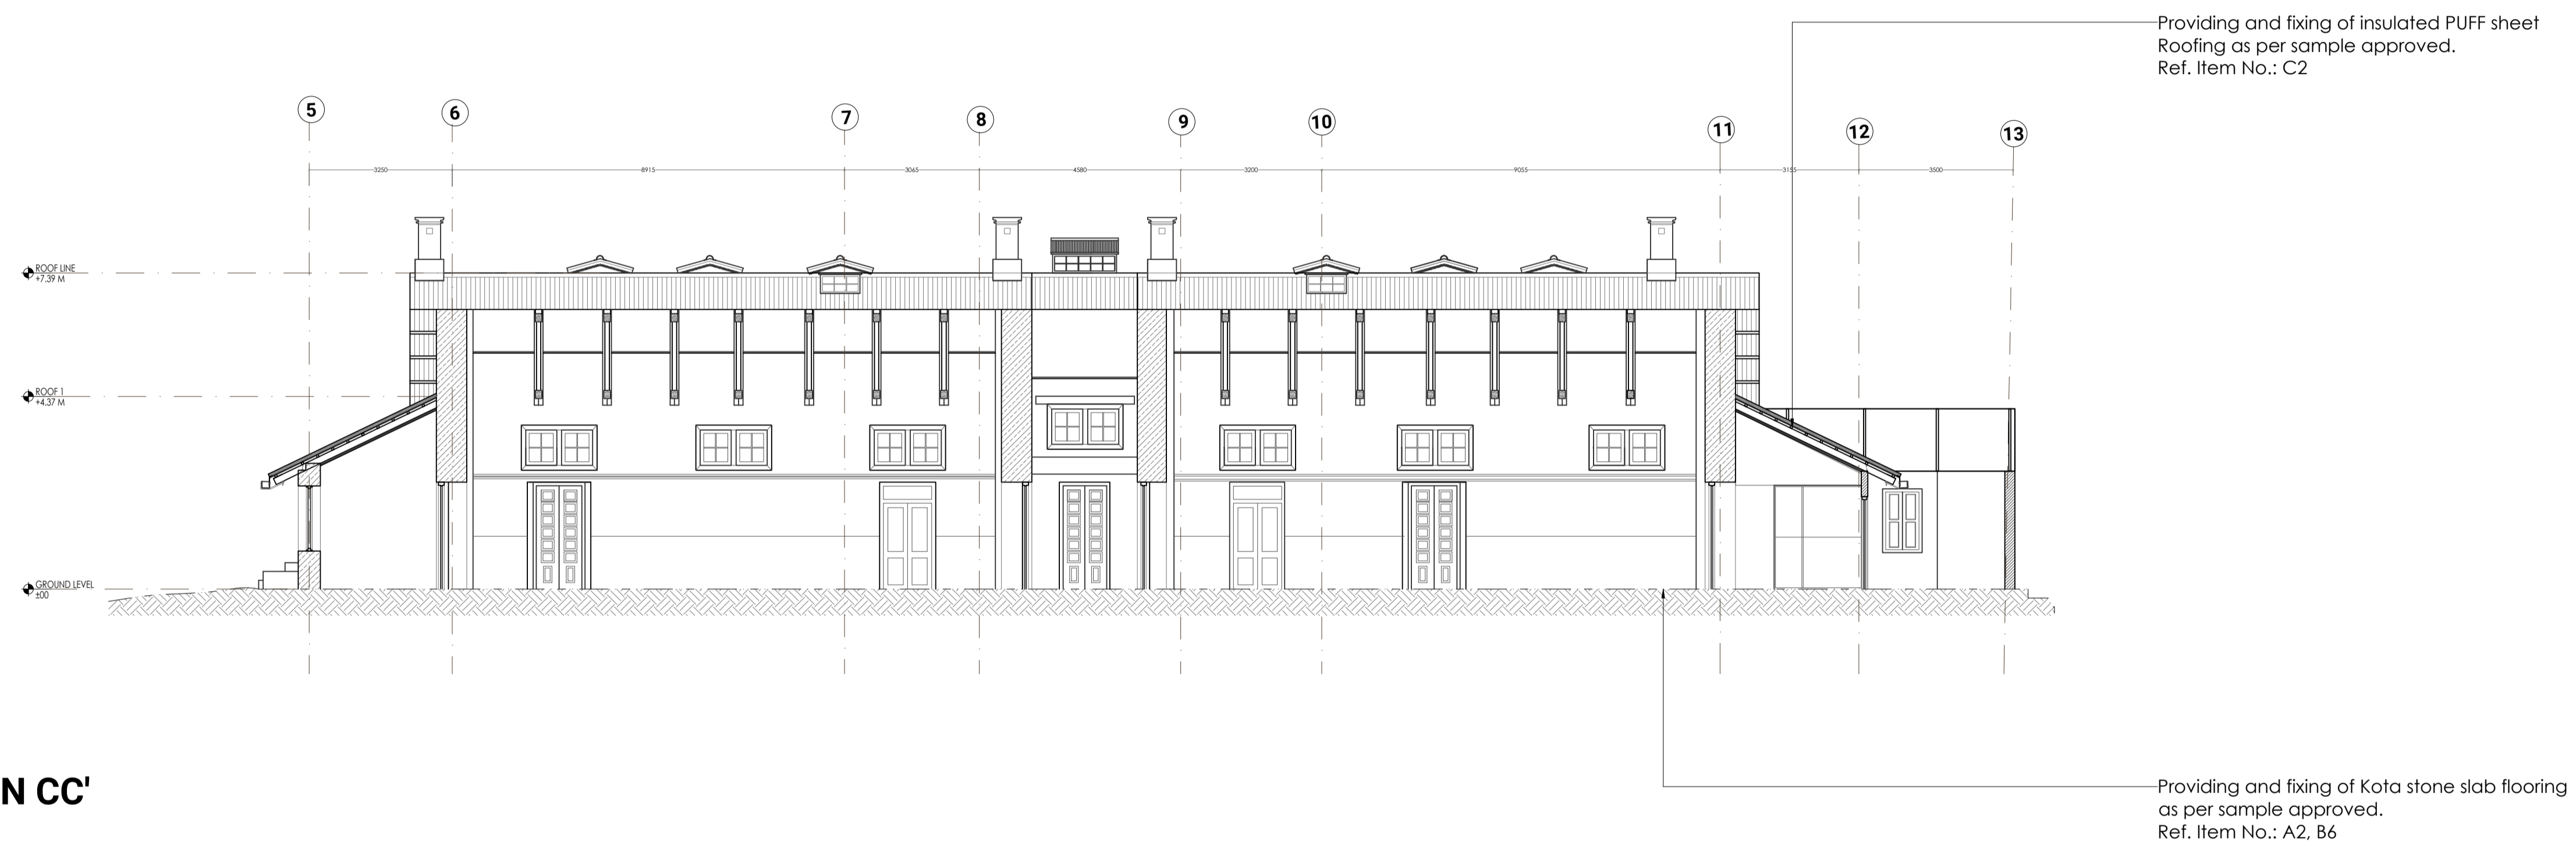 Providing and fixing of insulated PUFF sheet
Roofing as per sample approved.
Ref. Item No.: C2
5
6
7
8
9
10
11
12
13
3250
8915
3065
4580
3200
9055
3155
3500
ROOF LINE
+7.39 M
ROOF 1
+4.37 M
GROUND LEVEL
±00
1
N CC'
Providing and fixing of Kota stone slab flooring
as per sample approved.
Ref. Item No.: A2, B6